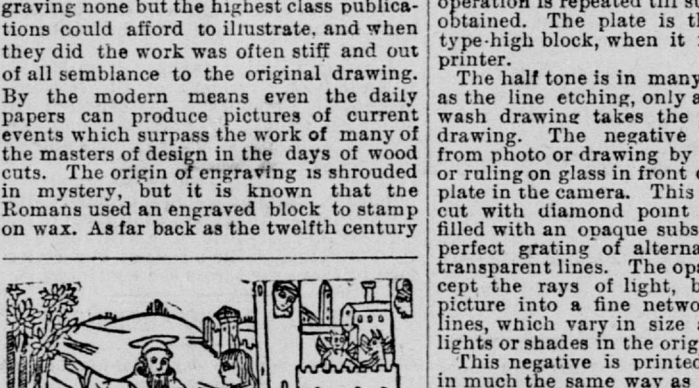 graving none but the highest class publica-
tions could afford to illustrate, and when
they did the work was often stiff and out
of all semblance to the original drawing.
By the modern means even the daily
papers can produce pictures of current
events which surpass the work of many of
the masters of design in the days of wood
cuts. The origin of engraving is shrouded
in mystery, but it is known that the
Romans used an engraved block to stamp
on wax. As far back as the twelfth century
operation is repeated till
obtained. The plate is
type-high block, when it
printer.
The half tone is in many
as the line etching, only
wash drawing takes the
drawing. The negative
from photo or drawing by
or ruling on glass in front
plate in the camera. This
cut with diamond point
filled with an opaque subs
perfect grating of alterna
transparent lines. The opa
cept the rays of light,
picture into a fine netwo
lines, which vary in size
lights or shades in the orig
This negative is printed
in much the same way as